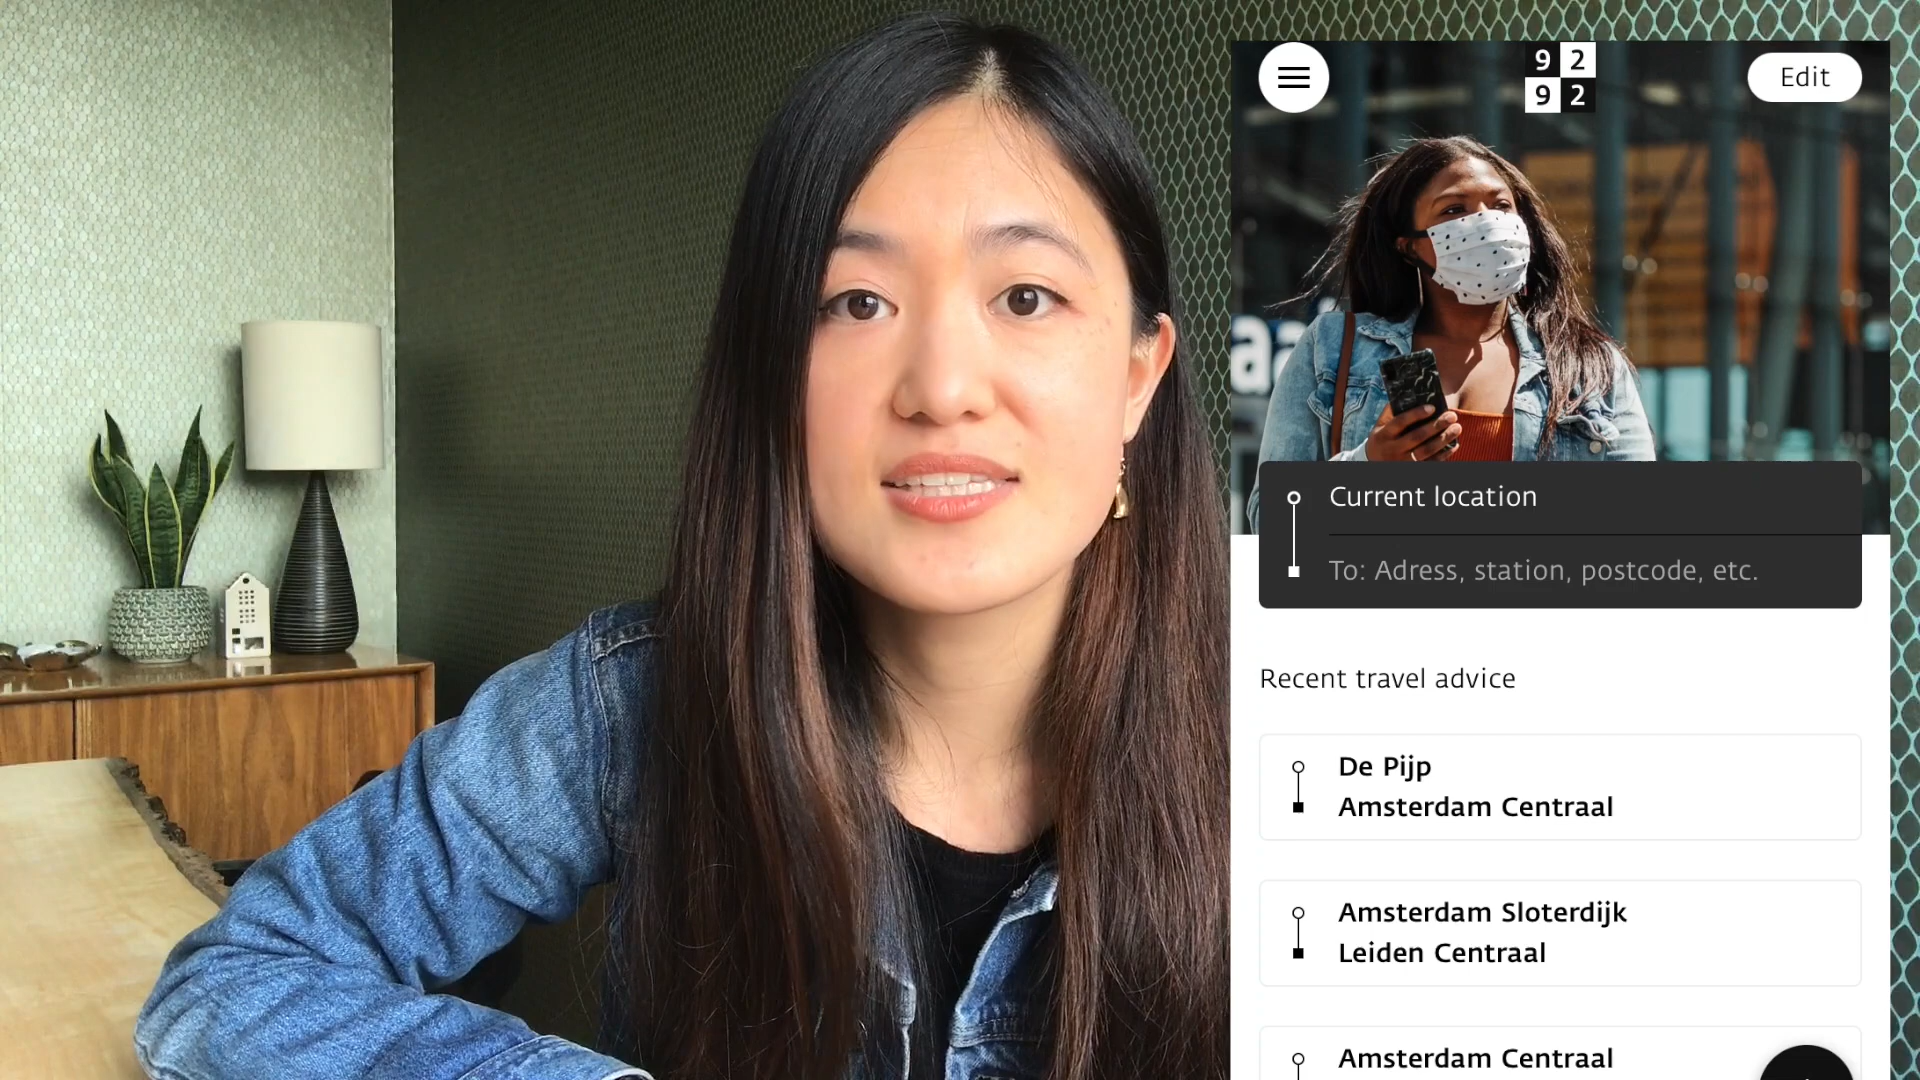 9 2
9 2
Edit
aa
Current location
To: Adress, station, postcode, etc.
Recent travel advice
De Pijp
Amsterdam Centraal
Amsterdam Sloterdijk
Leiden Centraal
Amsterdam Centraal